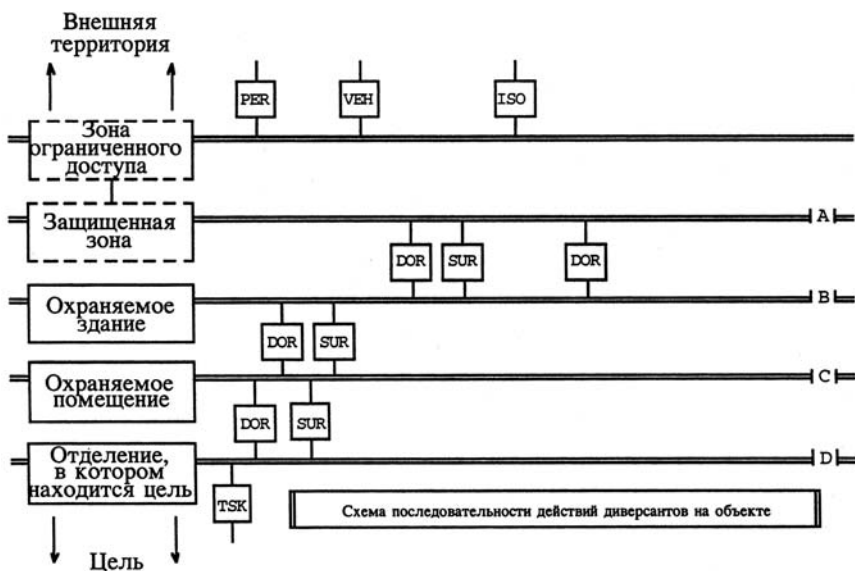 Внешняя
территория
PER VEH ISO
Зона
ограниченного
доступа
Защищенная
зона
A
DOR SUR DOR
Охраняемое
здание
B
DOR SUR
Охраняемое
помещение
C
DOR SUR
Отделение,
в котором
находится цель
D
TSK
Схема последовательности действий диверсантов на объекте
Цель